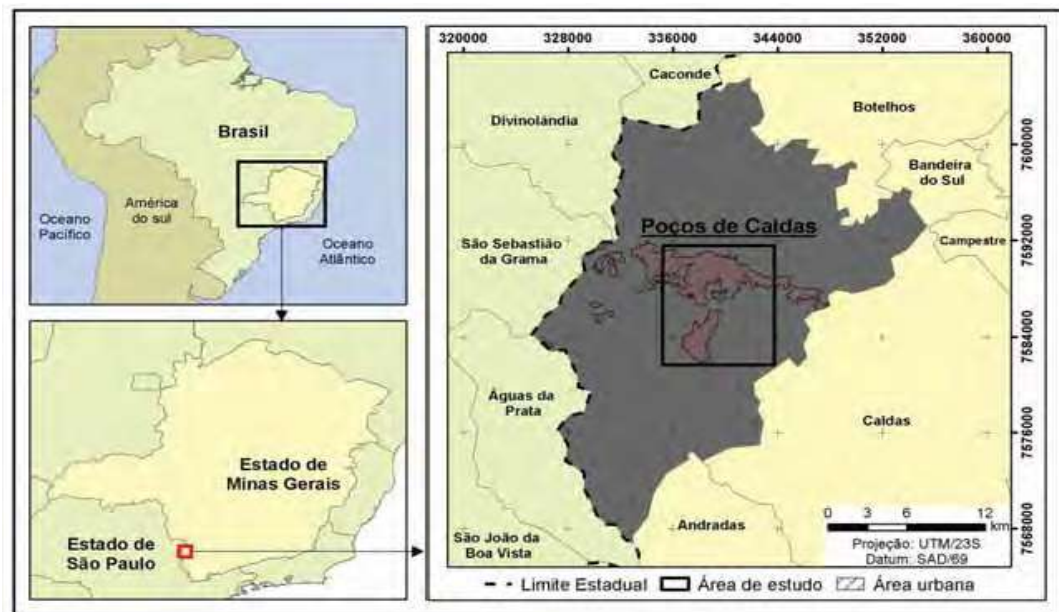 Brasil
América
do sul
Oceano
Pacífico
Oceano
Atlântico
Estado de
Minas Gerais
Estado de
São Paulo
320000 328000 336000 344000 352000 360000
Caconde
Botelhos
Divinolândia
Bandeira
do Sul
Poços de Caldas
São Sebastião
da Grama
Campestre
Águas da
Prata
Caldas
Andradas
São João da
Boa Vista
7600000
7592000
7584000
7576000
7568000
0 3 6 12
km
Projeção: UTM/23S
Datum: SAD/69
Limite Estadual Área de estudo Área urbana